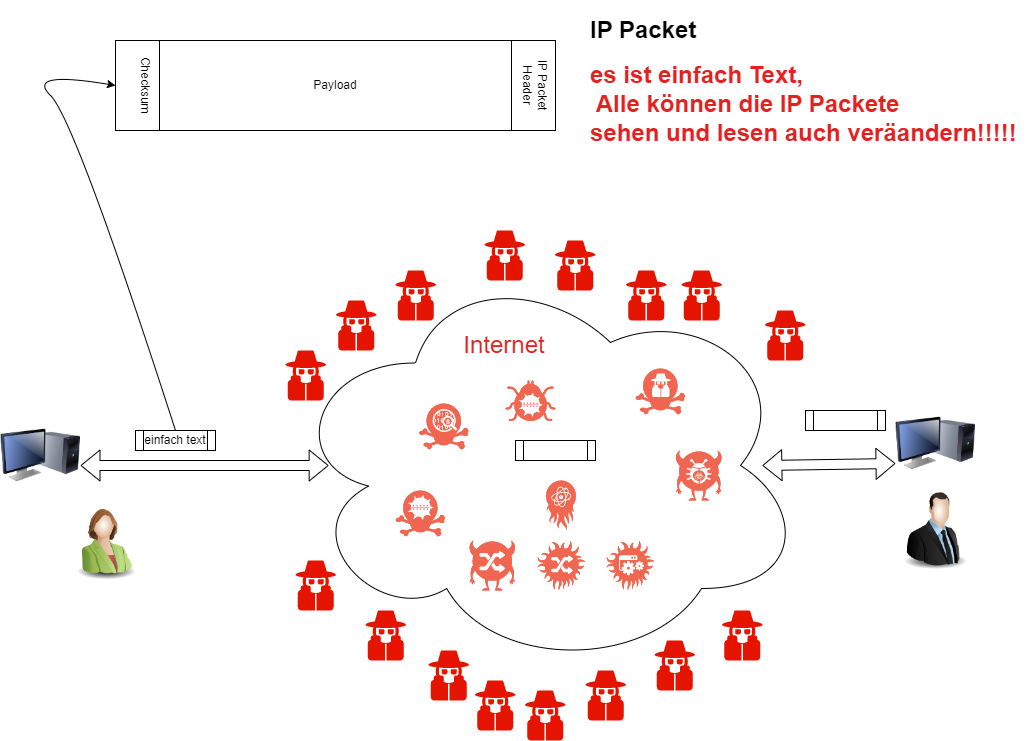 IP Packet
es ist einfach Text,
Alle können die IP Packete
sehen und lesen auch veräandern!!!!!
Checksum
Payload
IP Packet
Header
Internet
einfach text